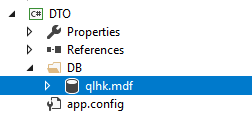 C# DTO
Properties
References
DB
qlhk.mdf
app.config